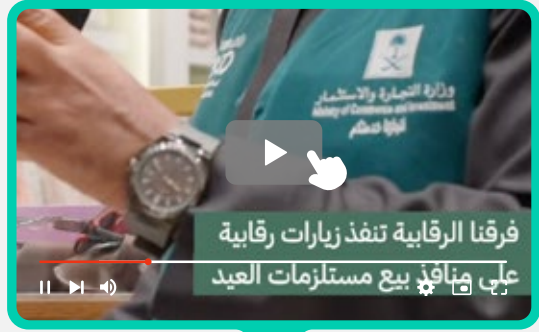 وزارة التجارة والاستثمار
Ministry of Commerce and Investment
فرقنا الرقابية تنفذ زيارات رقابية
على منافذ بيع مستلزمات العيد